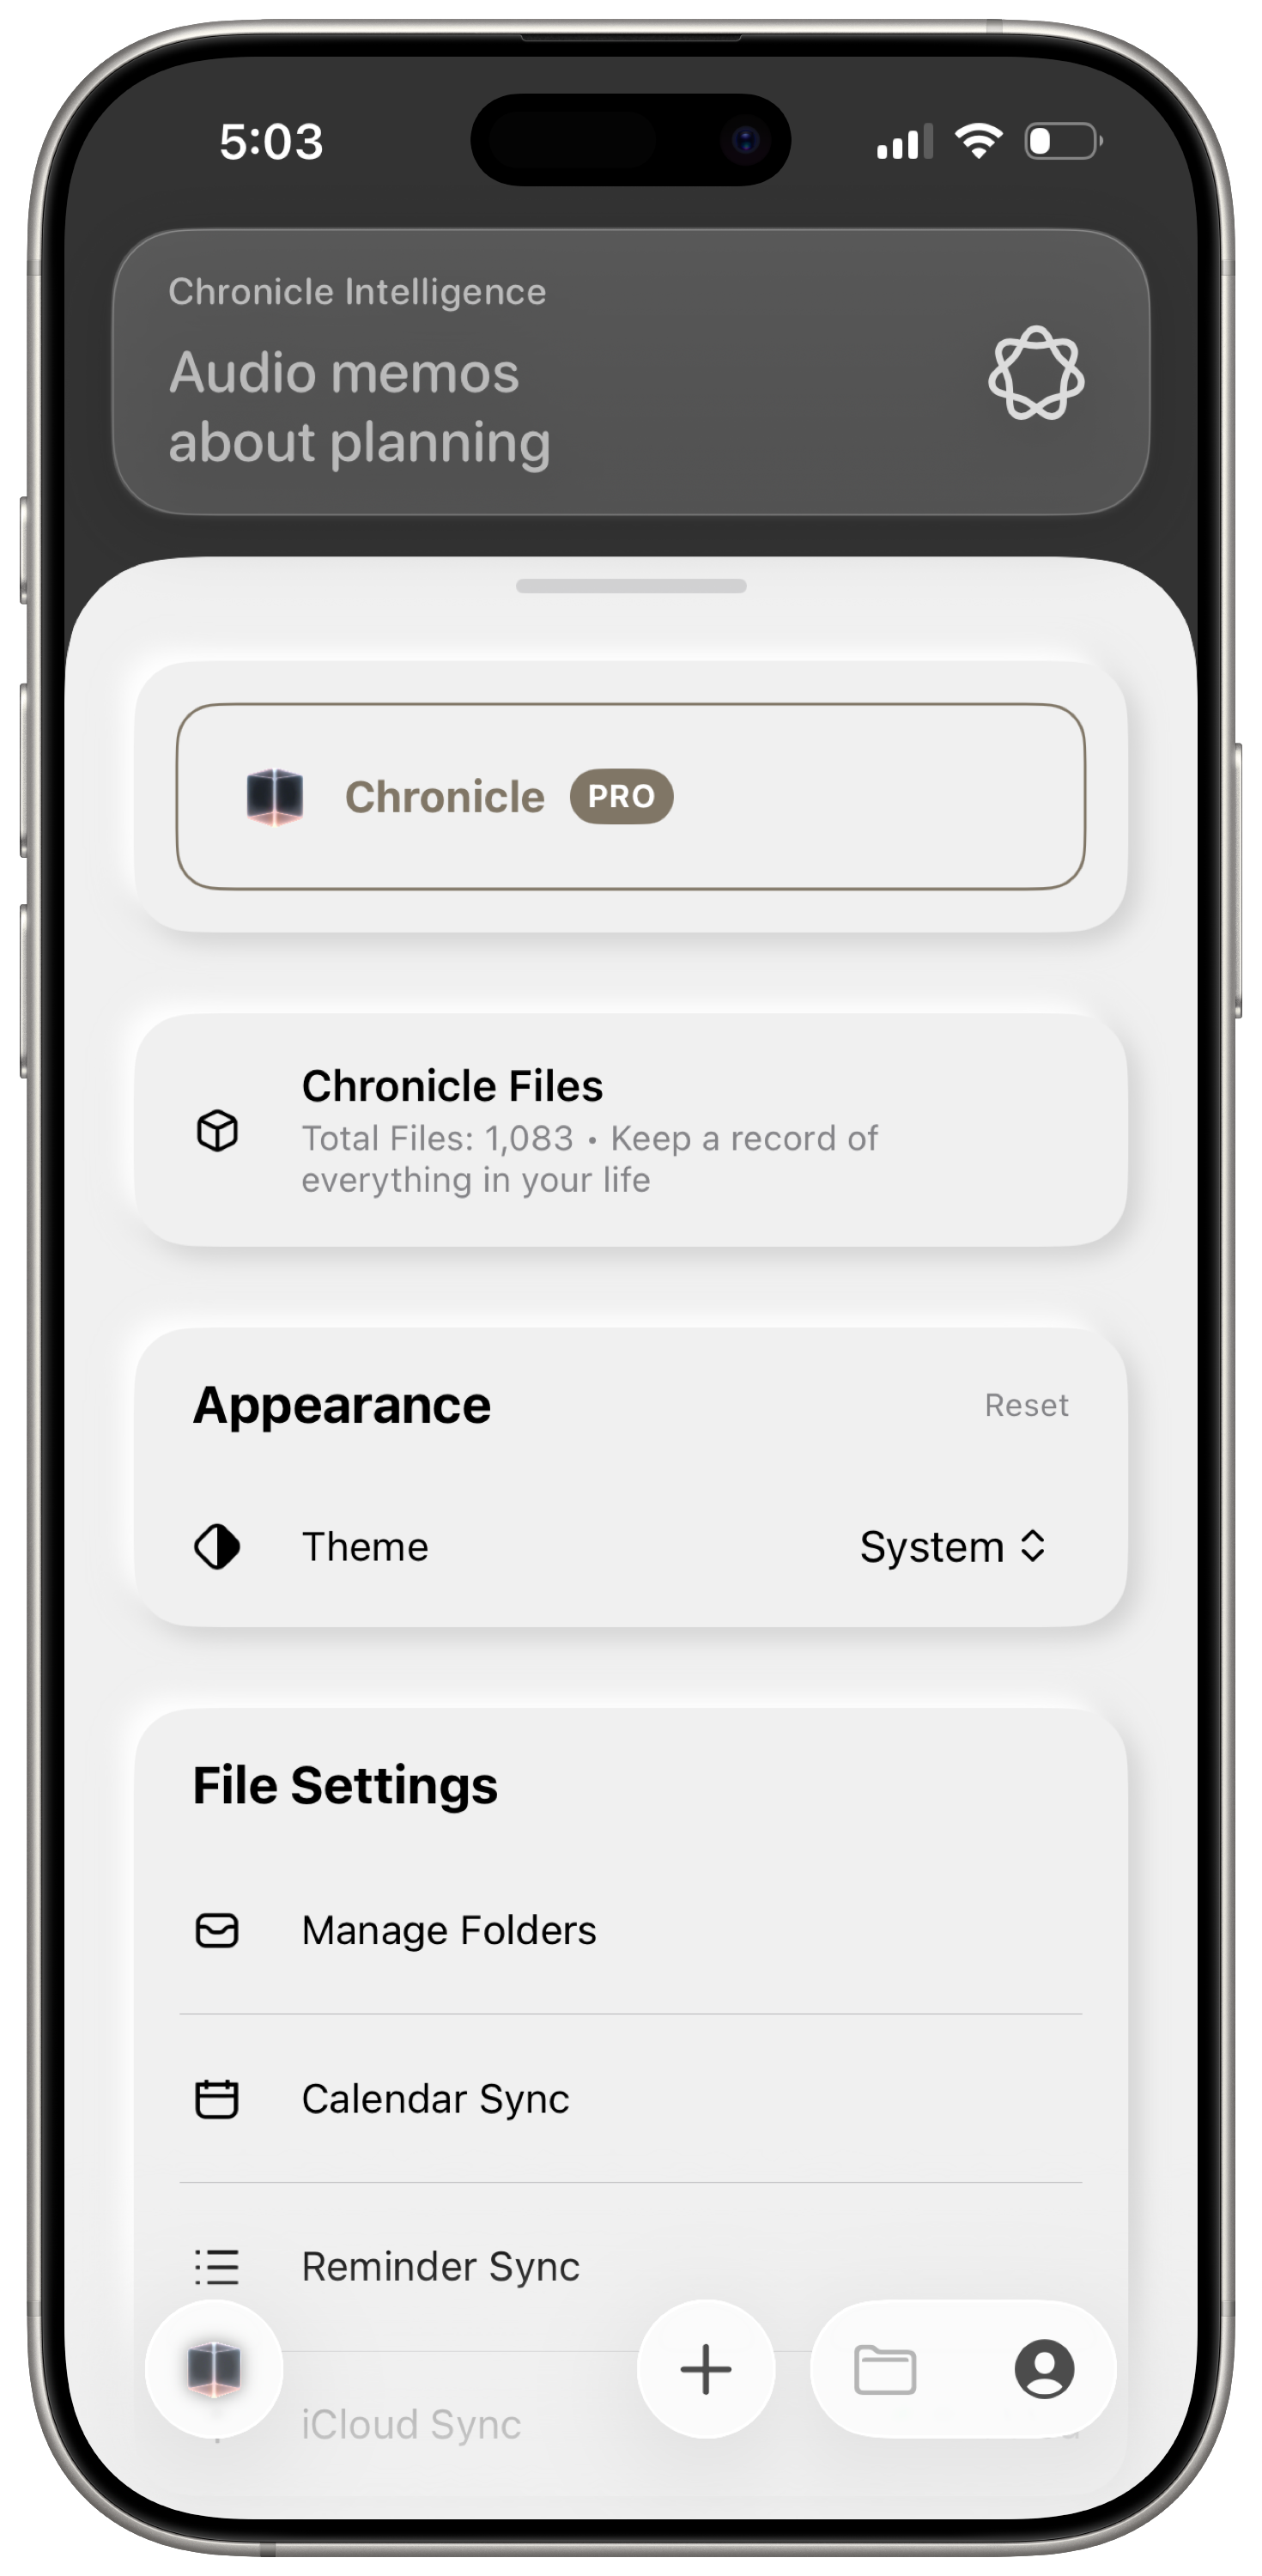 5:03
Chronicle Intelligence
Audio memos
about planning
Chronicle PRO
Chronicle Files
Total Files: 1,083 • Keep a record of
everything in your life
Appearance
Reset
Theme
System
File Settings
Manage Folders
Calendar Sync
Reminder Sync
iCloud Sync